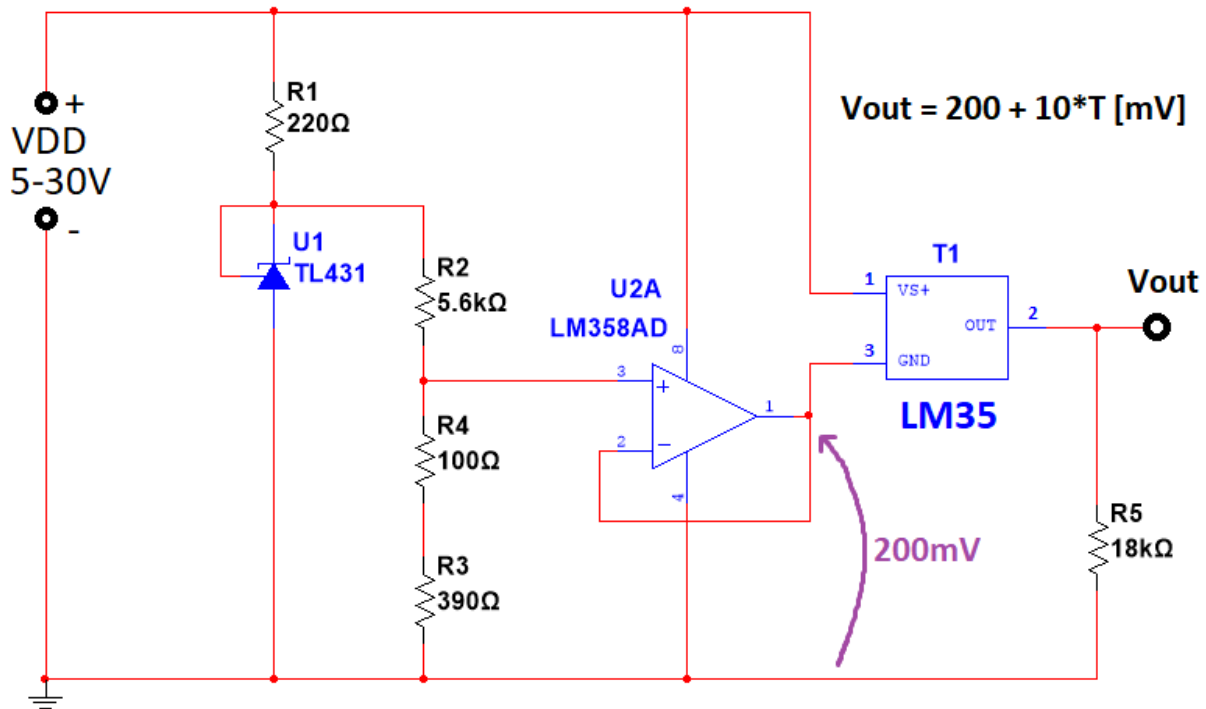 +
VDD
5-30V
-
R1
220Ω
U1
TL431
R2
5.6kΩ
R4
100Ω
R3
390Ω
U2A
LM358AD
8
3
+
2
−
1
4
200mV
Vout = 200 + 10*T [mV]
T1
1
VS+
OUT
2
3
GND
LM35
Vout
R5
18kΩ